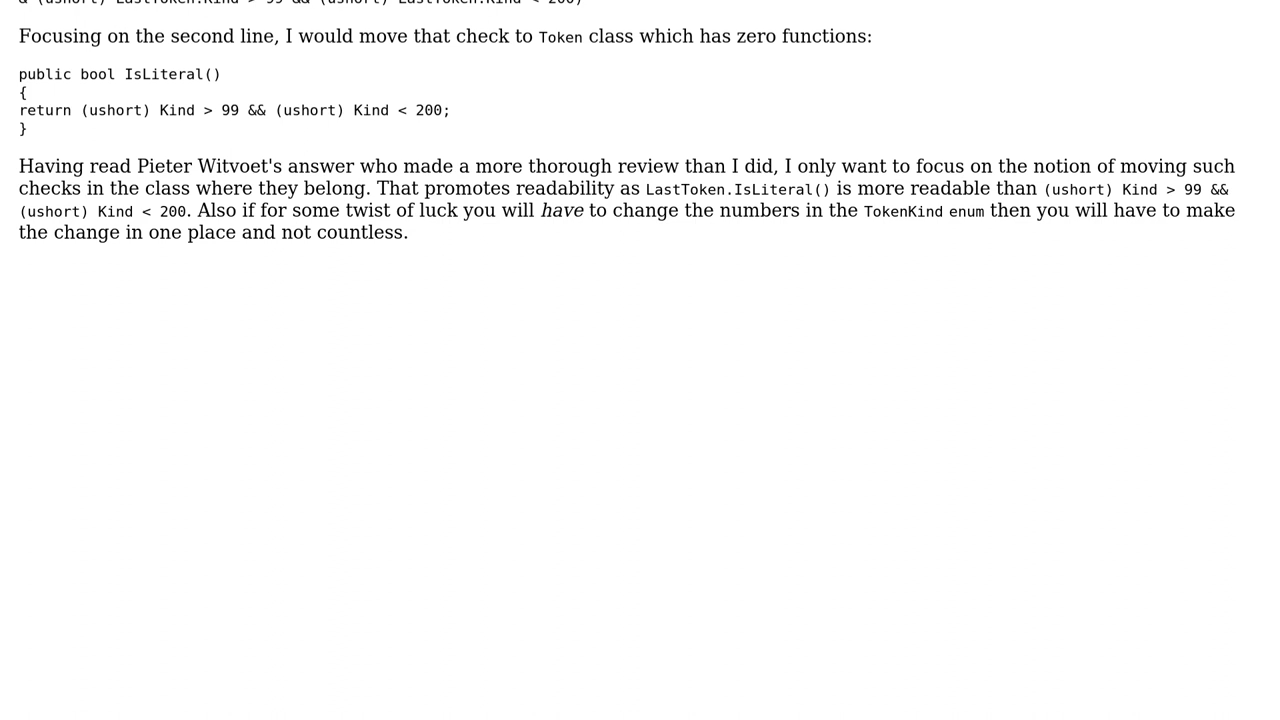 Focusing on the second line, I would move that check to Token class which has zero functions:
public bool IsLiteral()
{
return (ushort) Kind > 99 && (ushort) Kind < 200;
}
Having read Pieter Witvoet's answer who made a more thorough review than I did, I only want to focus on the notion of moving such
checks in the class where they belong. That promotes readability as LastToken.IsLiteral() is more readable than (ushort) Kind > 99 &&
(ushort) Kind < 200. Also if for some twist of luck you will have to change the numbers in the TokenKind enum then you will have to make
the change in one place and not countless.